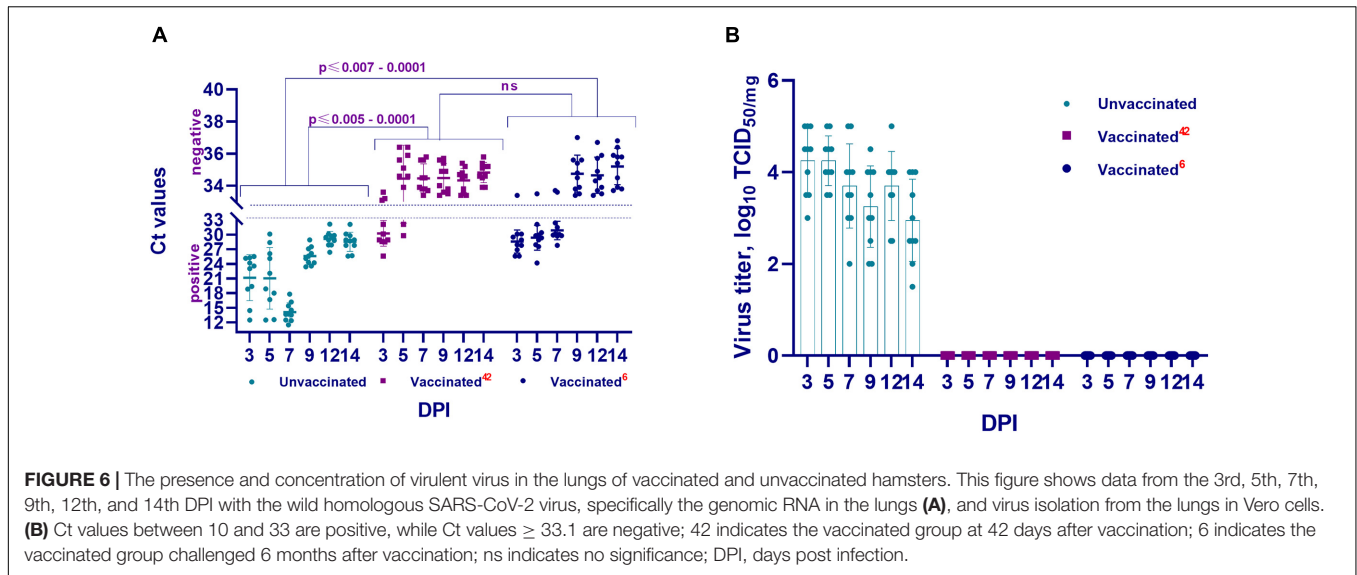 A
B
p≤0.007 - 0.0001
ns
p≤0.005 - 0.0001
40
38
36
34
33
30
27
24
21
18
15
12
Ct values
negative
positive
3 5 7 9 12 14 3 5 7 9 12 14 3 5 7 9 12 14
Unvaccinated Vaccinated42 Vaccinated6
DPI
6
4
2
0
Virus titer, log10 TCID50/mg
3 5 7 9 12 14 3 5 7 9 12 14 3 5 7 9 12 14
DPI
Unvaccinated
Vaccinated42
Vaccinated6
FIGURE 6 | The presence and concentration of virulent virus in the lungs of vaccinated and unvaccinated hamsters. This figure shows data from the 3rd, 5th, 7th,
9th, 12th, and 14th DPI with the wild homologous SARS-CoV-2 virus, specifically the genomic RNA in the lungs (A), and virus isolation from the lungs in Vero cells.
(B) Ct values between 10 and 33 are positive, while Ct values ≥ 33.1 are negative; 42 indicates the vaccinated group at 42 days after vaccination; 6 indicates the
vaccinated group challenged 6 months after vaccination; ns indicates no significance; DPI, days post infection.